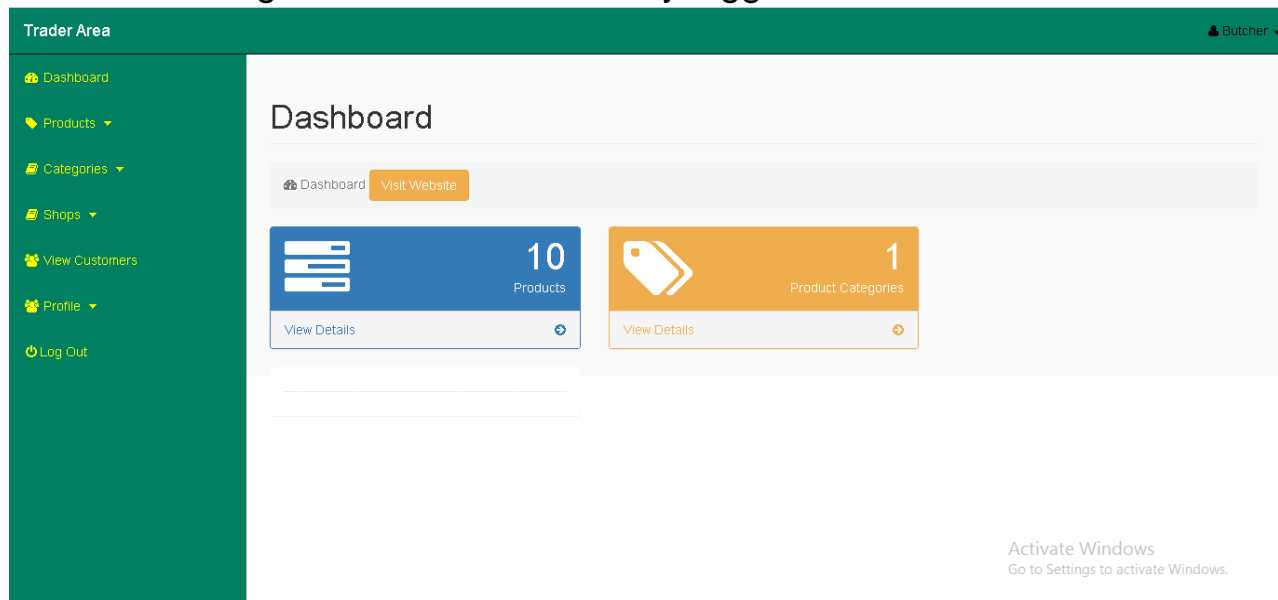 Trader Area
Butcher
Dashboard
Products
Categories
Shops
View Customers
Profile
Log Out
Dashboard
Dashboard Visit Website
10
Products
View Details
1
Product Categories
View Details
Activate Windows
Go to Settings to activate Windows.